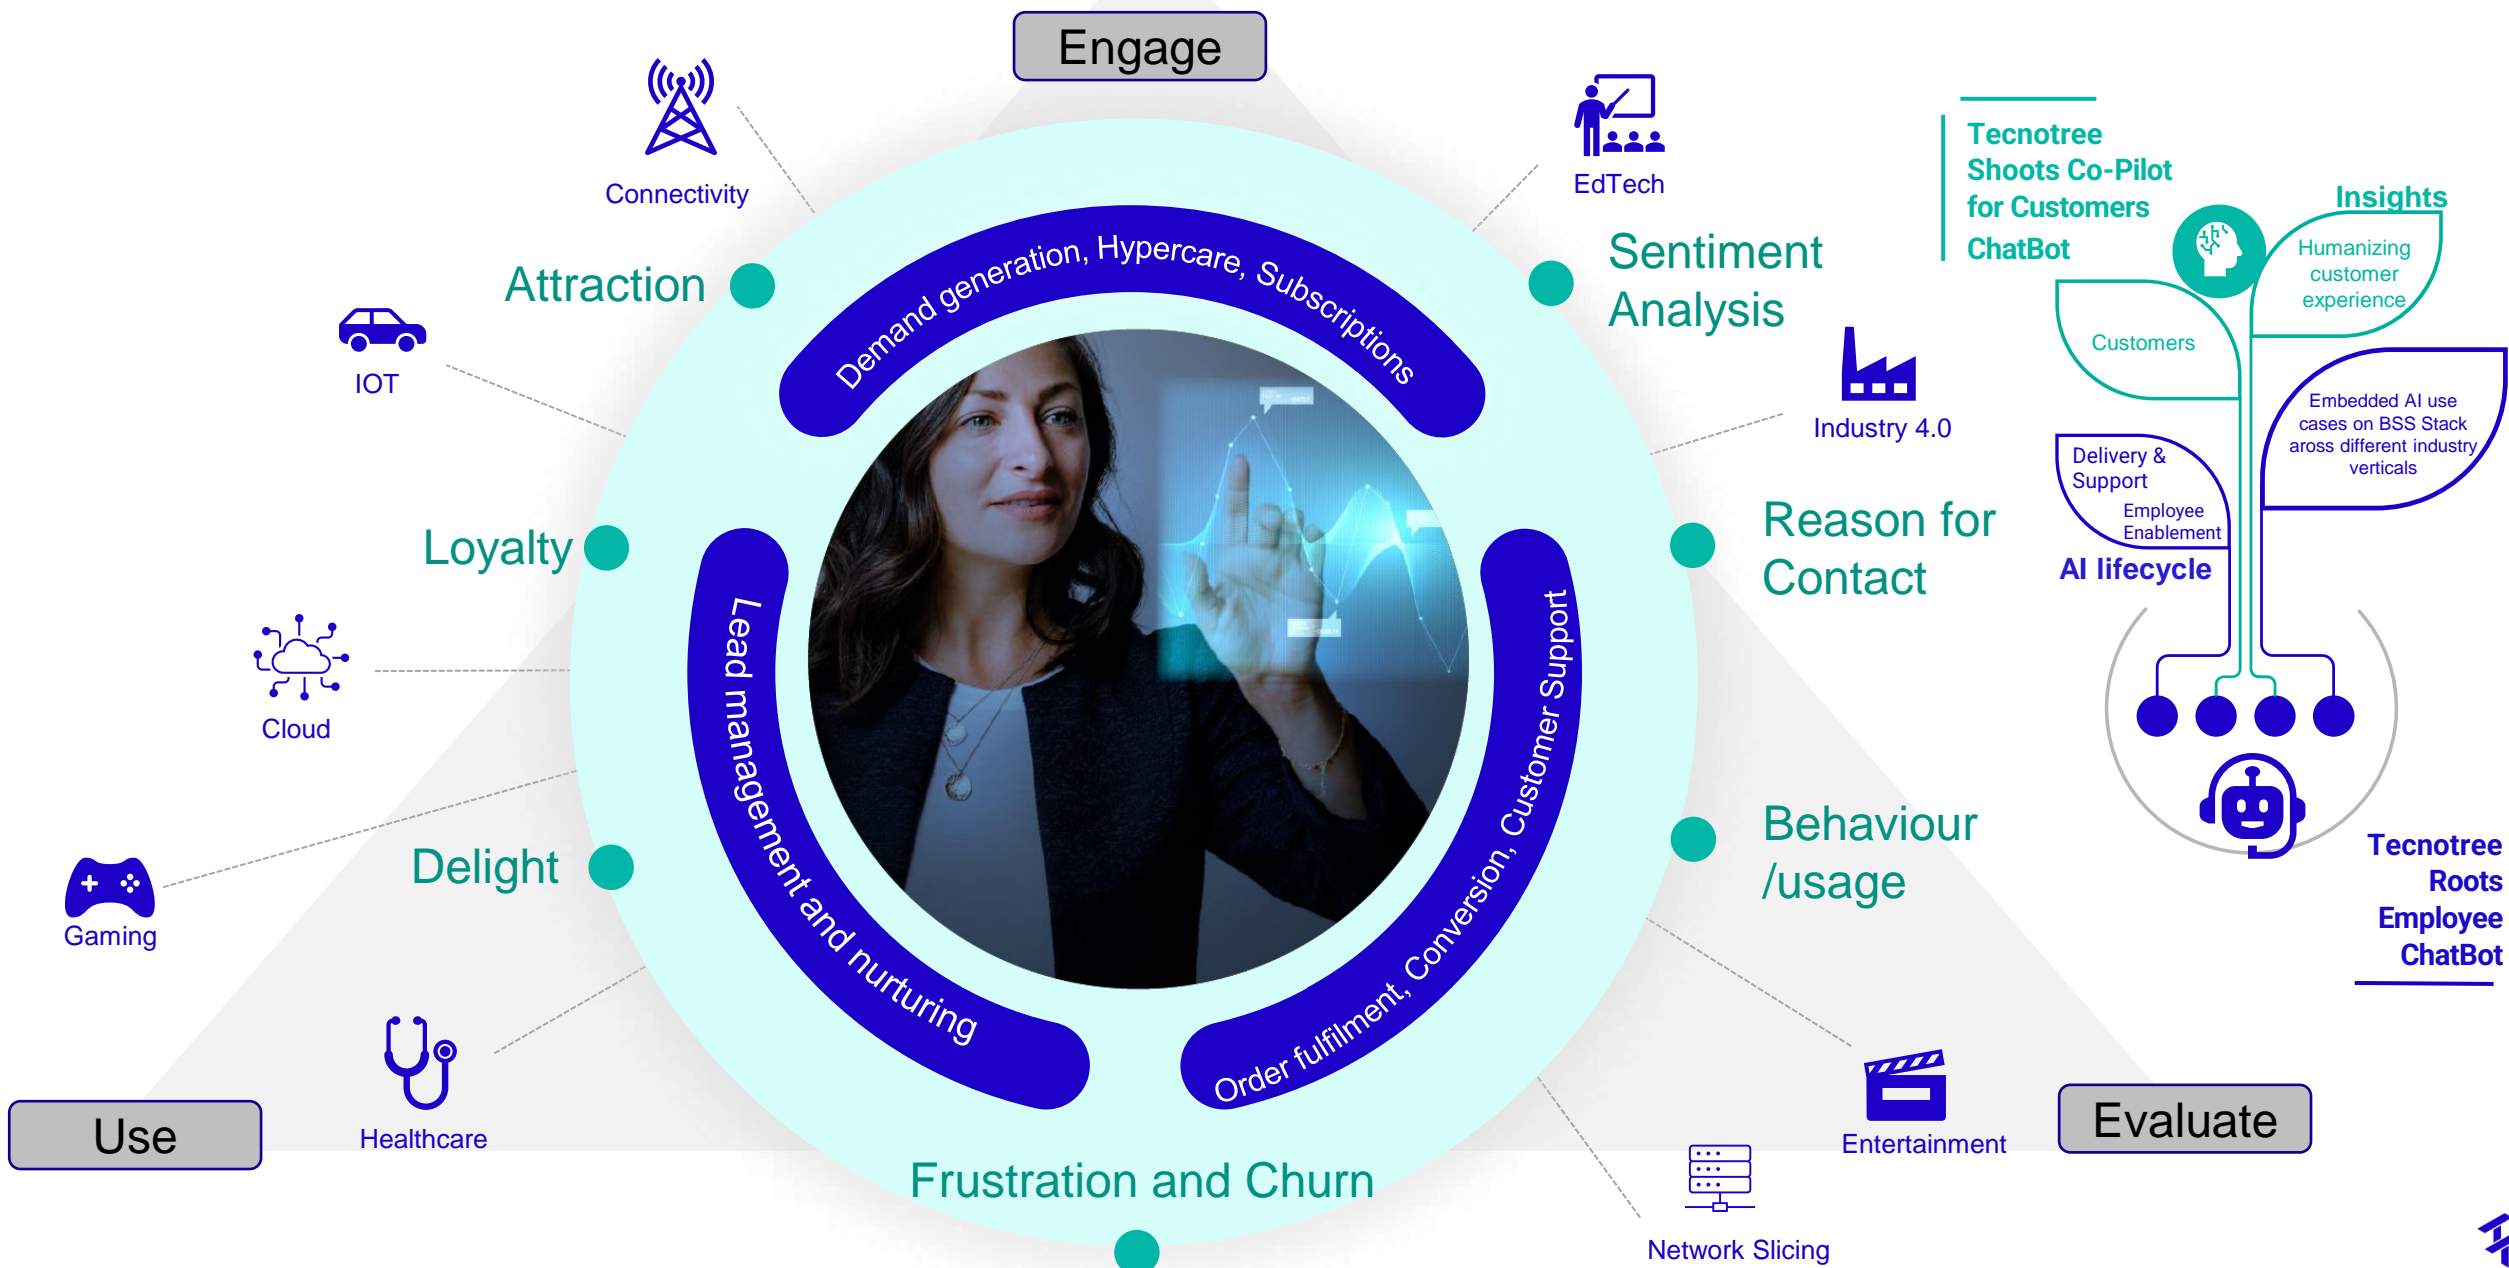 Engage
Connectivity
EdTech
Tecnotree
Shoots Co-Pilot
for Customers
ChatBot
Insights
Humanizing
customer
experience
Customers
Attraction
Sentiment
Analysis
Demand generation, Hypercare, Subscriptions
IOT
Industry 4.0
Embedded AI use
cases on BSS Stack
aross different industry
verticals
Delivery &
Support
Employee
Enablement
AI lifecycle
Loyalty
Reason for
Contact
Lead management and nurturing
Order fulfilment, Conversion, Customer Support
Cloud
Delight
Behaviour
/usage
Gaming
Tecnotree
Roots
Employee
ChatBot
Healthcare
Use
Entertainment
Evaluate
Frustration and Churn
Network Slicing